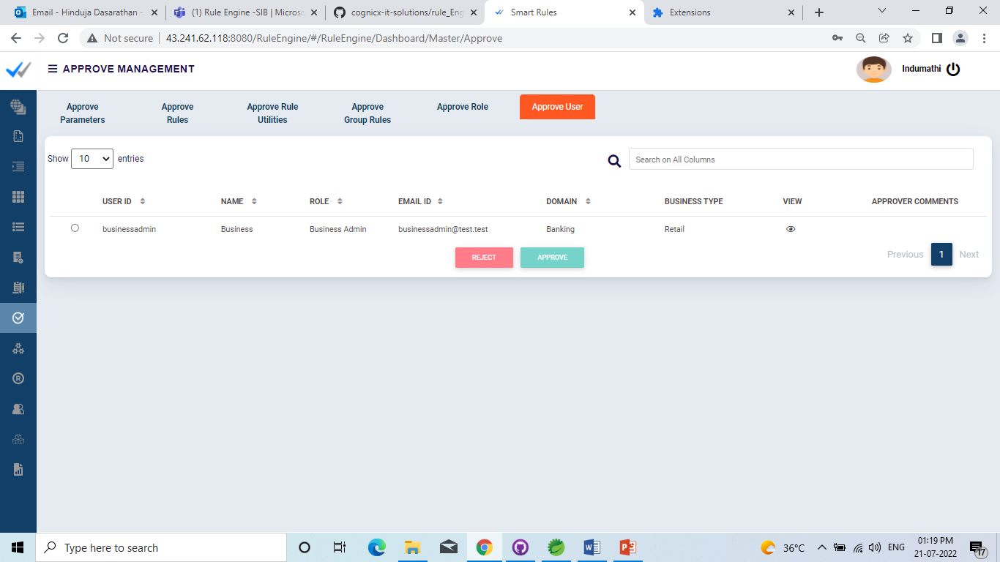 Email - Hinduja Dasarathan -
(1) Rule Engine -SIB | Microso
cognicx-it-solutions/rule_Eng
Smart Rules
Extensions
Not secure
43.241.62.118:8080/RuleEngine/#/RuleEngine/Dashboard/Master/Approve
APPROVE MANAGEMENT
Indumathi
Approve
Parameters
Approve
Rules
Approve Rule
Utilities
Approve
Group Rules
Approve Role
Approve User
Show 10 entries
Search on All Columns
USER ID NAME ROLE EMAIL ID DOMAIN BUSINESS TYPE VIEW APPROVER COMMENTS
businessadmin Business Business Admin businessadmin@test.test Banking Retail
REJECT APPROVE
Previous 1 Next
Type here to search
36°C
ENG
01:19 PM
21-07-2022
17